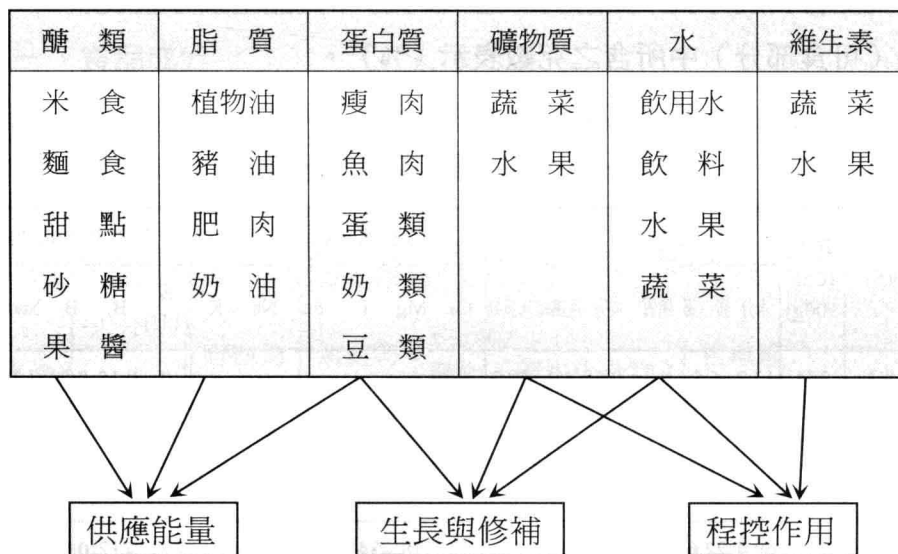 醣類 脂質 蛋白質 礦物質 水 維生素
米食 植物油 瘦肉 蔬菜 飲用水 蔬菜
麵食 豬油 魚肉 水果 飲料 水果
甜點 肥肉 蛋類 水果
砂糖 奶油 奶類 蔬菜
果醬 豆類
供應能量 生長與修補 程控作用